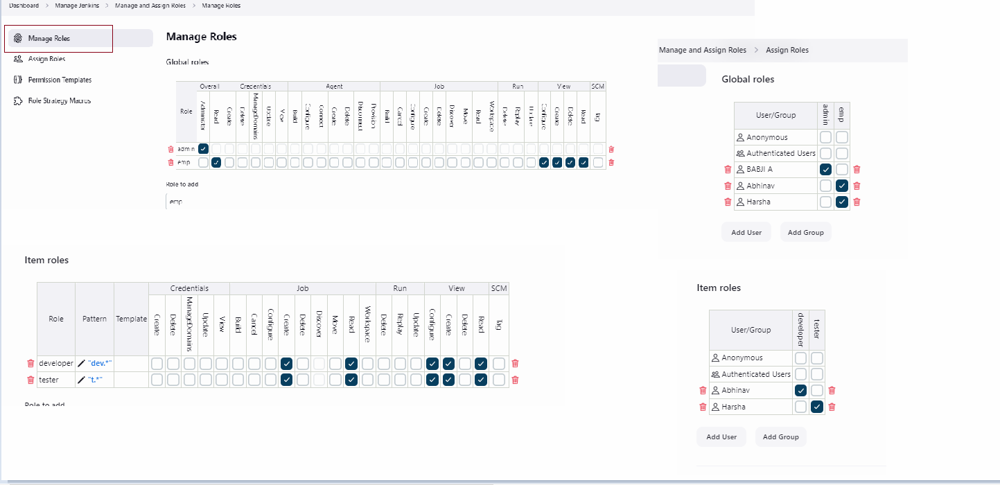 Dashboard > Manage Jenkins > Manage and Assign Roles > Manage Roles
Manage Roles
Assign Roles
Permission Templates
Role Strategy Macros
Manage Roles
Global roles
Role
Overall Credentials Agent Job Run View SCM
Administer Read Create Delete ManageDomains Update View Build Configure Connect Create Delete Disconnect Provision Build Cancel Configure Create Delete Discover Move Read Workspace Delete Replay Update Configure Create Delete Read Tag
admin
emp
Role to add
emp
Item roles
Role Pattern Template
Credentials Job Run View SCM
Create Delete ManageDomains Update View Build Cancel Configure Create Delete Discover Move Read Workspace Delete Replay Update Configure Create Delete Read Tag
developer "dev.*"
tester "t.*"
Role to add
Manage and Assign Roles > Assign Roles
Global roles
User/Group admin emp
Anonymous
Authenticated Users
BABJI A
Abhinav
Harsha
Add User Add Group
Item roles
User/Group developer tester
Anonymous
Authenticated Users
Abhinav
Harsha
Add User Add Group